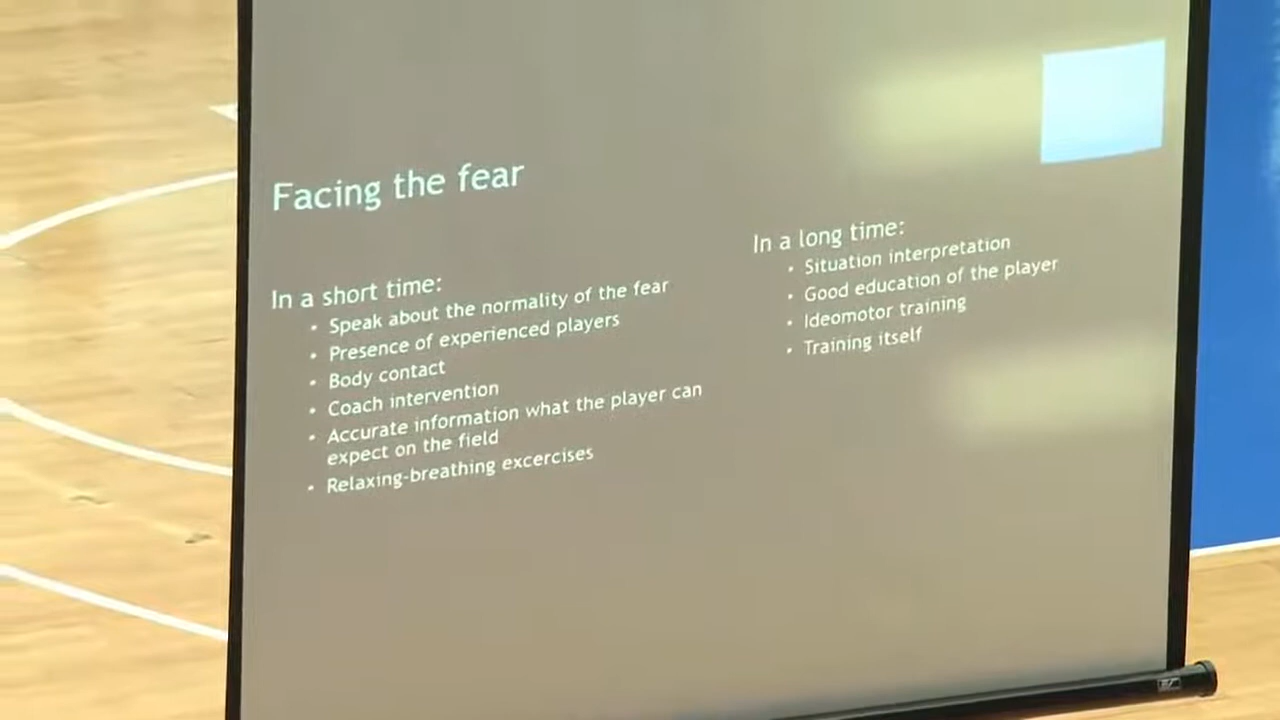 Facing the fear
In a short time:
• Speak about the normality of the fear
• Presence of experienced players
• Body contact
• Coach intervention
• Accurate information what the player can
expect on the field
• Relaxing-breathing excercises
In a long time:
• Situation interpretation
• Good education of the player
• Ideomotor training
• Training itself